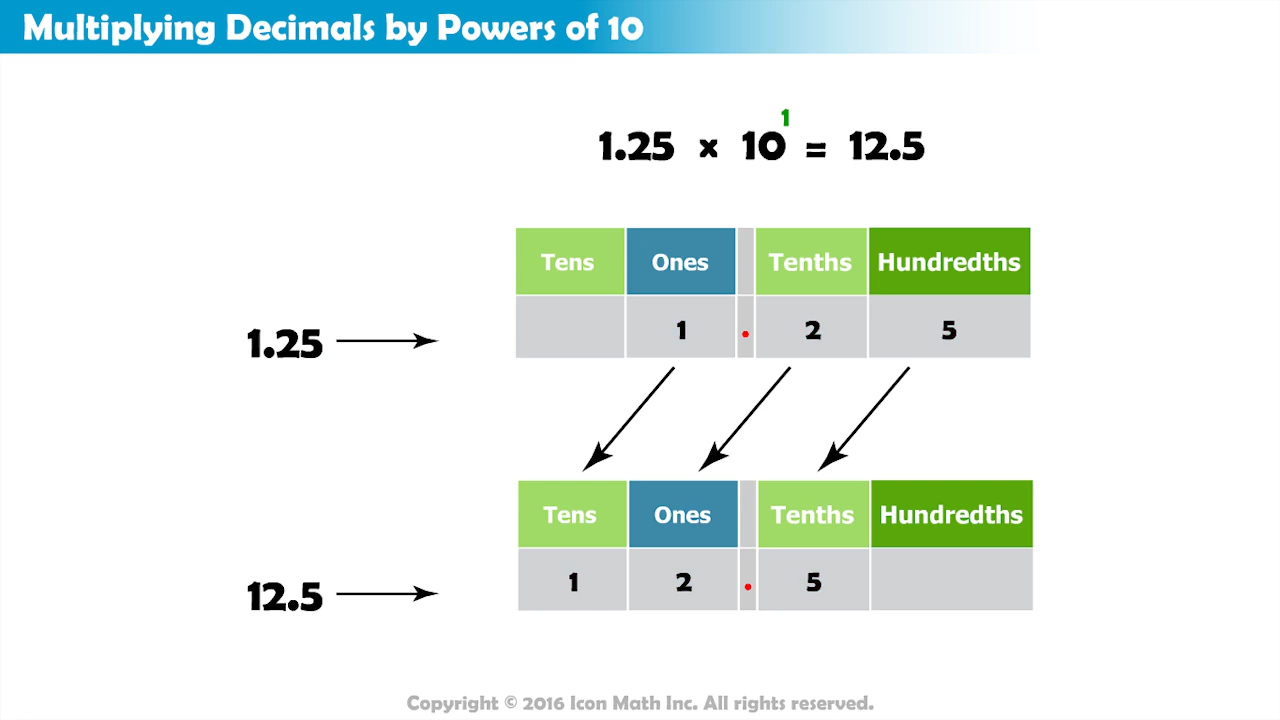 Multiplying Decimals by Powers of 10
1.25 × 10¹ = 12.5
Tens Ones Tenths Hundredths
1.25 1 . 2 5
Tens Ones Tenths Hundredths
12.5 1 2 . 5
Copyright © 2016 Icon Math Inc. All rights reserved.